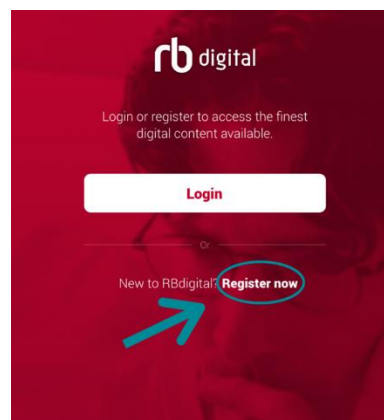 rb digital
Login or register to access the finest
digital content available.
Login
Or
New to RBdigital? Register now